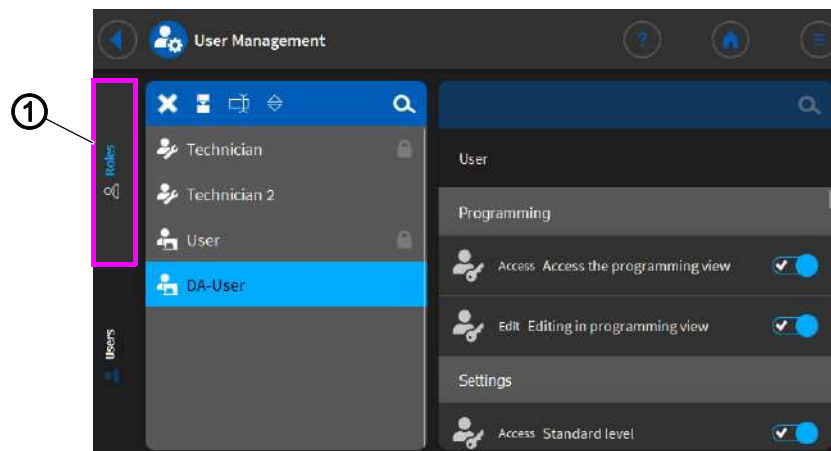 User Management
?
1
Roles
Users
Technician
Technician 2
User
DA-User
User
Programming
Access Access the programming view
Edit Editing in programming view
Settings
Access Standard level